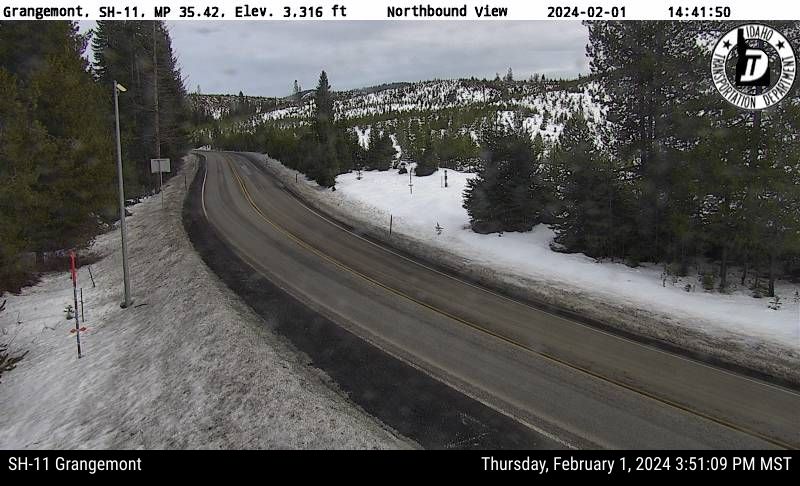 Grangemont, SH-11, MP 35.42, Elev. 3,316 ft Northbound View 2024-02-01 14:41:50
IDAHO
TRANSPORTATION DEPARTMENT
SH-11 Grangemont Thursday, February 1, 2024 3:51:09 PM MST